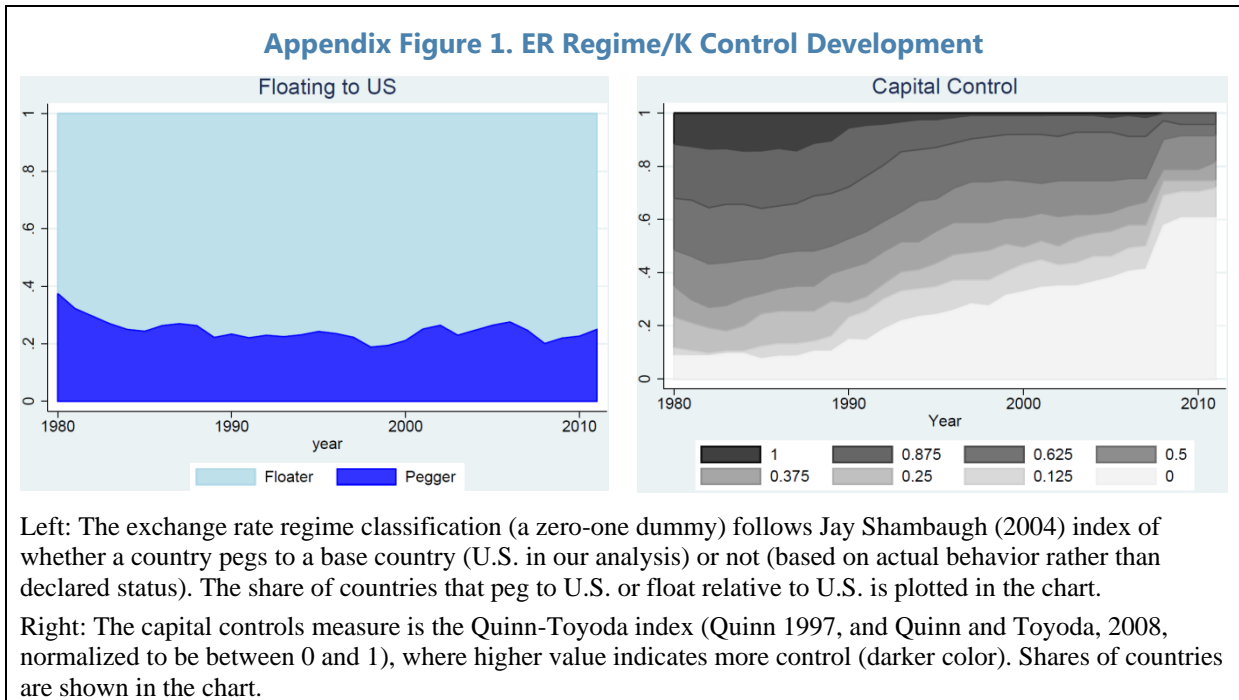 Appendix Figure 1. ER Regime/K Control Development
Floating to US
1
.8
.6
.4
.2
0
1980
1990
2000
2010
year
Floater
Pegger
Capital Control
1
.8
.6
.4
.2
0
1980
1990
2000
2010
Year
1
0.875
0.625
0.5
0.375
0.25
0.125
0
Left: The exchange rate regime classification (a zero-one dummy) follows Jay Shambaugh (2004) index of
whether a country pegs to a base country (U.S. in our analysis) or not (based on actual behavior rather than
declared status). The share of countries that peg to U.S. or float relative to U.S. is plotted in the chart.
Right: The capital controls measure is the Quinn-Toyoda index (Quinn 1997, and Quinn and Toyoda, 2008,
normalized to be between 0 and 1), where higher value indicates more control (darker color). Shares of countries
are shown in the chart.